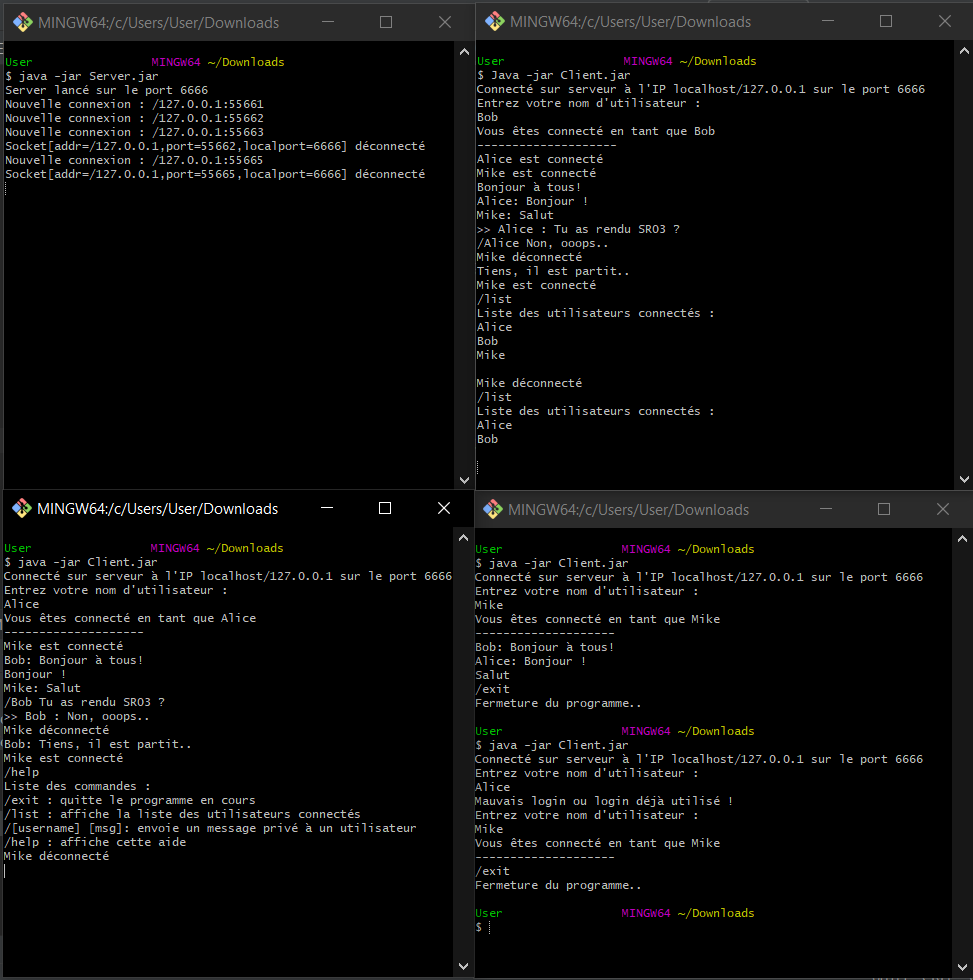 MINGW64:/c/Users/User/Downloads
User MINGW64 ~/Downloads
$ java -jar Server.jar
Server lancé sur le port 6666
Nouvelle connexion : /127.0.0.1:55661
Nouvelle connexion : /127.0.0.1:55662
Nouvelle connexion : /127.0.0.1:55663
Socket[addr=/127.0.0.1,port=55662,localport=6666] déconnecté
Nouvelle connexion : /127.0.0.1:55665
Socket[addr=/127.0.0.1,port=55665,localport=6666] déconnecté
MINGW64:/c/Users/User/Downloads
User MINGW64 ~/Downloads
$ Java -jar Client.jar
Connecté sur serveur à l'IP localhost/127.0.0.1 sur le port 6666
Entrez votre nom d'utilisateur :
Bob
Vous êtes connecté en tant que Bob
--------------------
Alice est connecté
Mike est connecté
Bonjour à tous!
Alice: Bonjour !
Mike: Salut
>> Alice : Tu as rendu SR03 ?
/Alice Non, ooops..
Mike déconnecté
Tiens, il est partit..
Mike est connecté
/list
Liste des utilisateurs connectés :
Alice
Bob
Mike
Mike déconnecté
/list
Liste des utilisateurs connectés :
Alice
Bob
MINGW64:/c/Users/User/Downloads
User MINGW64 ~/Downloads
$ java -jar Client.jar
Connecté sur serveur à l'IP localhost/127.0.0.1 sur le port 6666
Entrez votre nom d'utilisateur :
Alice
Vous êtes connecté en tant que Alice
--------------------
Mike est connecté
Bob: Bonjour à tous!
Bonjour !
Mike: Salut
/Bob Tu as rendu SR03 ?
>> Bob : Non, ooops..
Mike déconnecté
Bob: Tiens, il est partit..
Mike est connecté
/help
Liste des commandes :
/exit : quitte le programme en cours
/list : affiche la liste des utilisateurs connectés
/[username] [msg]: envoie un message privé à un utilisateur
/help : affiche cette aide
Mike déconnecté
MINGW64:/c/Users/User/Downloads
User MINGW64 ~/Downloads
$ java -jar Client.jar
Connecté sur serveur à l'IP localhost/127.0.0.1 sur le port 6666
Entrez votre nom d'utilisateur :
Mike
Vous êtes connecté en tant que Mike
--------------------
Bob: Bonjour à tous!
Alice: Bonjour !
Salut
/exit
Fermeture du programme..
User MINGW64 ~/Downloads
$ java -jar Client.jar
Connecté sur serveur à l'IP localhost/127.0.0.1 sur le port 6666
Entrez votre nom d'utilisateur :
Alice
Mauvais login ou login déjà utilisé !
Entrez votre nom d'utilisateur :
Mike
Vous êtes connecté en tant que Mike
--------------------
/exit
Fermeture du programme..
User MINGW64 ~/Downloads
$